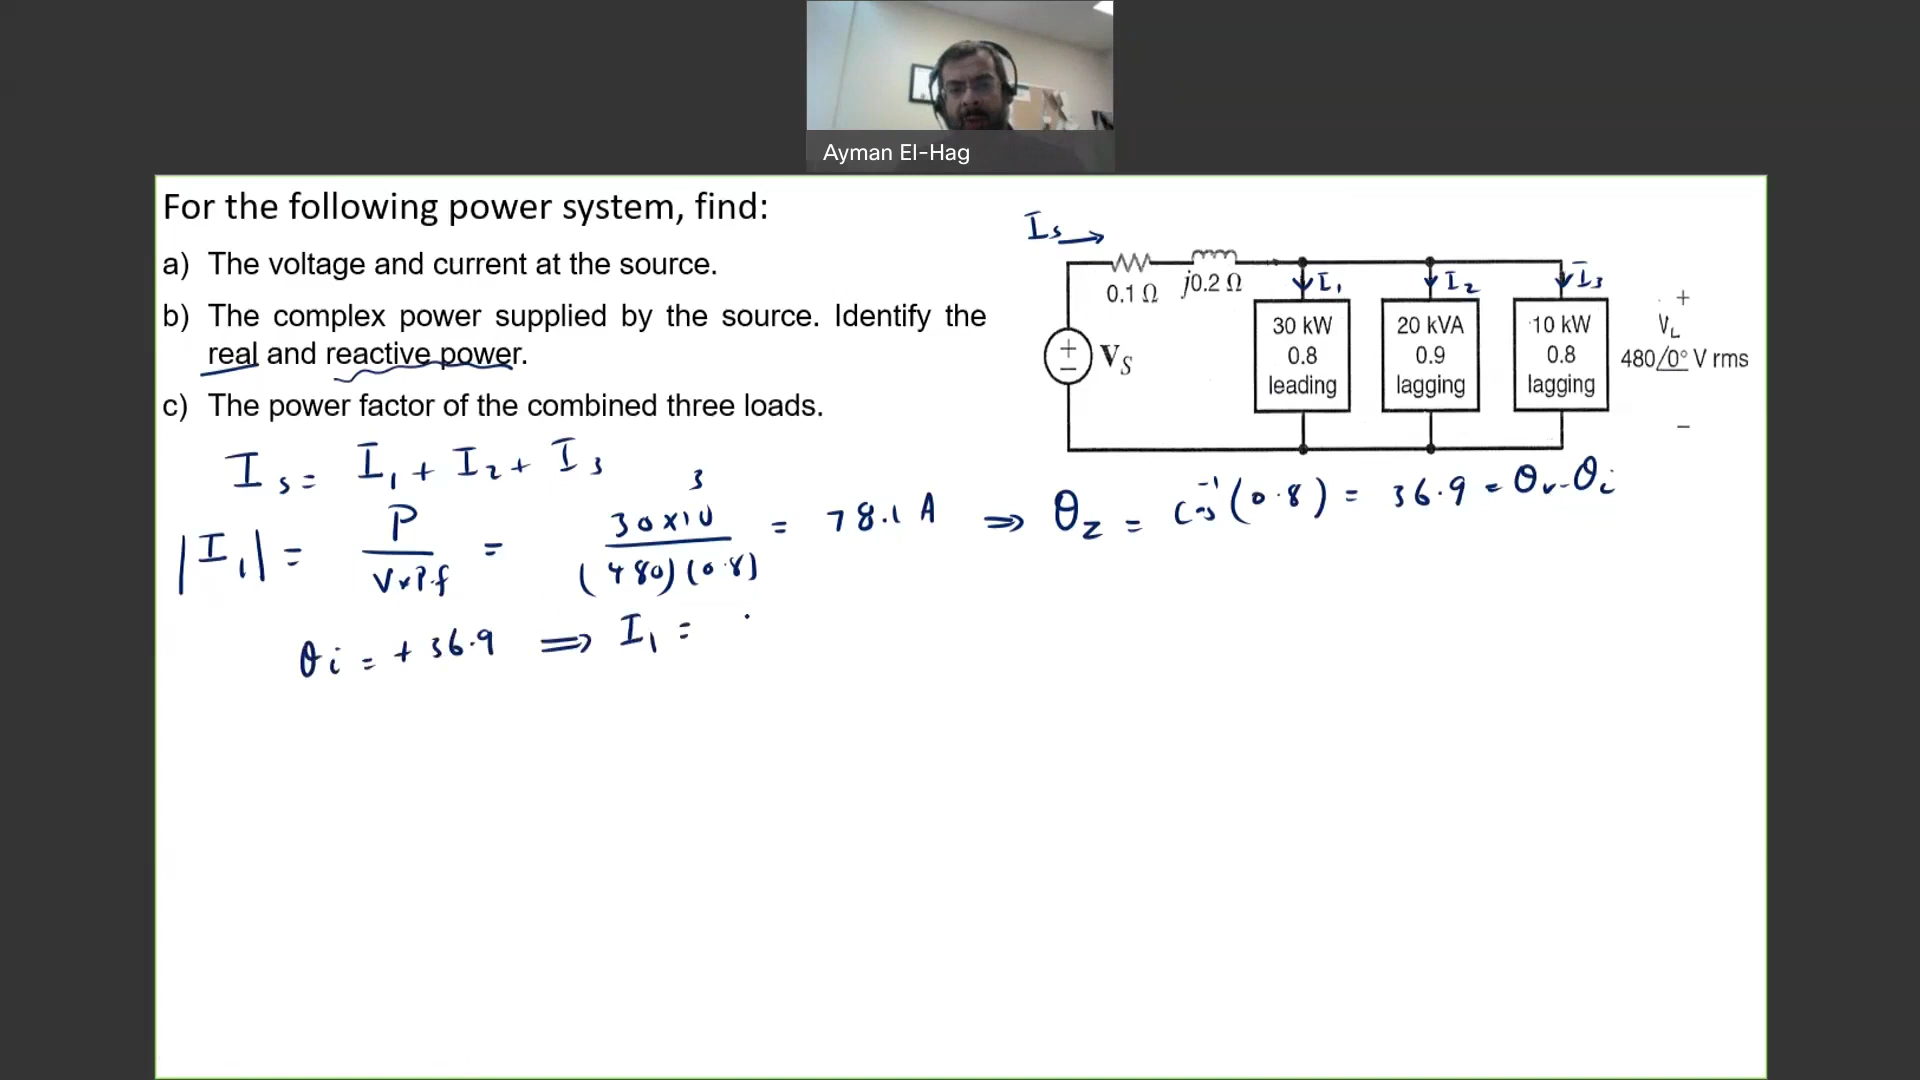 Ayman El-Hag
For the following power system, find:
a) The voltage and current at the source.
b) The complex power supplied by the source. Identify the
real and reactive power.
c) The power factor of the combined three loads.
Is
0.1 Ω
j0.2 Ω
I1
I2
I3
+
−
VS
30 kW
0.8
leading
20 kVA
0.9
lagging
10 kW
0.8
lagging
+
VL
480/0° V rms
−
Is = I1 + I2 + I3
|I1| = P / V x P.f = 30x10^3 / (480)(0.8) = 78.1 A ⇒ θz = Cos^-1 (0.8) = 36.9 = θv-θi
θi = + 36.9 ⇒ I1 =